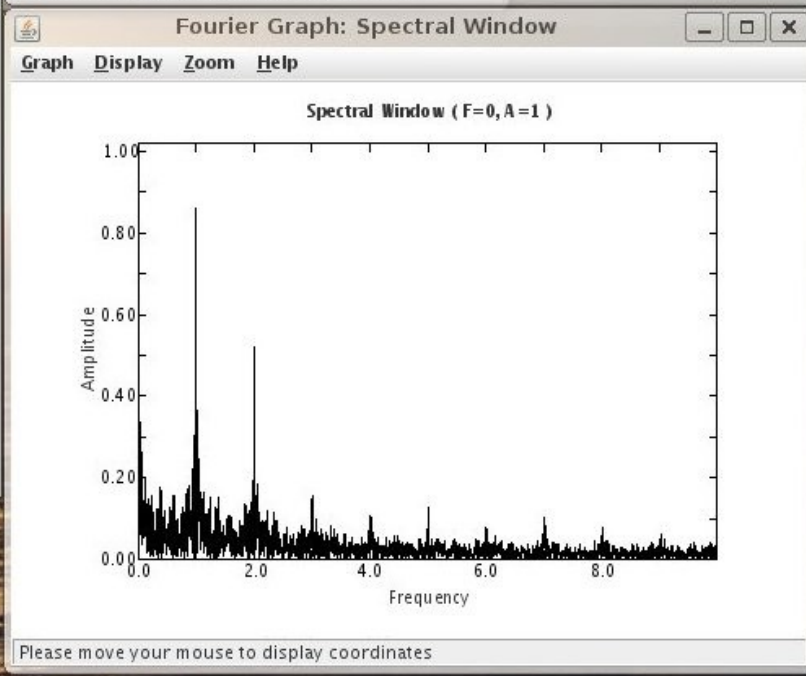 Fourier Graph: Spectral Window
Graph Display Zoom Help
Spectral Window ( F=0, A=1 )
1.00
0.80
0.60
0.40
0.20
0.00
Amplitude
0.0 2.0 4.0 6.0 8.0
Frequency
Please move your mouse to display coordinates